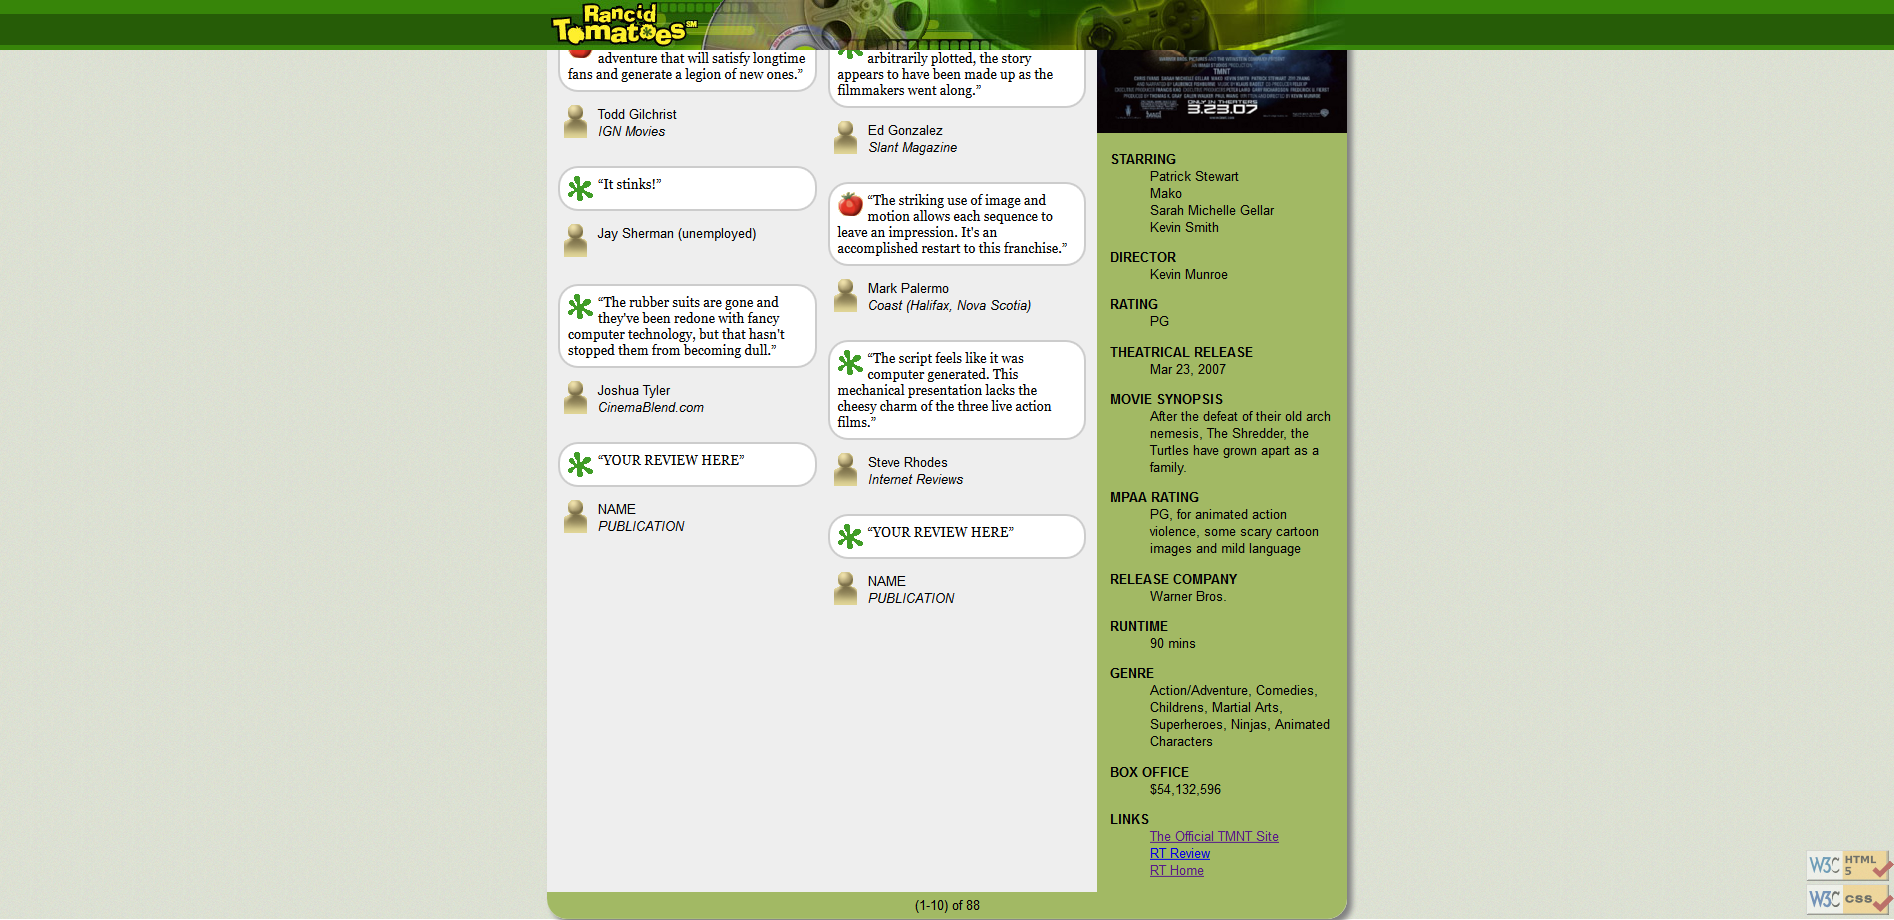 Rancid
Tomatoes SM
adventure that will satisfy longtime
fans and generate a legion of new ones.”
Todd Gilchrist
IGN Movies
“It stinks!”
Jay Sherman (unemployed)
“The rubber suits are gone and
they've been redone with fancy
computer technology, but that hasn't
stopped them from becoming dull.”
Joshua Tyler
CinemaBlend.com
“YOUR REVIEW HERE”
NAME
PUBLICATION
arbitrarily plotted, the story
appears to have been made up as the
filmmakers went along.”
Ed Gonzalez
Slant Magazine
“The striking use of image and
motion allows each sequence to
leave an impression. It's an
accomplished restart to this franchise.”
Mark Palermo
Coast (Halifax, Nova Scotia)
“The script feels like it was
computer generated. This
mechanical presentation lacks the
cheesy charm of the three live action
films.”
Steve Rhodes
Internet Reviews
“YOUR REVIEW HERE”
NAME
PUBLICATION
TMNT
ONLY IN THEATERS
3.23.07
STARRING
Patrick Stewart
Mako
Sarah Michelle Gellar
Kevin Smith
DIRECTOR
Kevin Munroe
RATING
PG
THEATRICAL RELEASE
Mar 23, 2007
MOVIE SYNOPSIS
After the defeat of their old arch
nemesis, The Shredder, the
Turtles have grown apart as a
family.
MPAA RATING
PG, for animated action
violence, some scary cartoon
images and mild language
RELEASE COMPANY
Warner Bros.
RUNTIME
90 mins
GENRE
Action/Adventure, Comedies,
Childrens, Martial Arts,
Superheroes, Ninjas, Animated
Characters
BOX OFFICE
$54,132,596
LINKS
The Official TMNT Site
RT Review
RT Home
(1-10) of 88
W3C HTML 5
W3C CSS